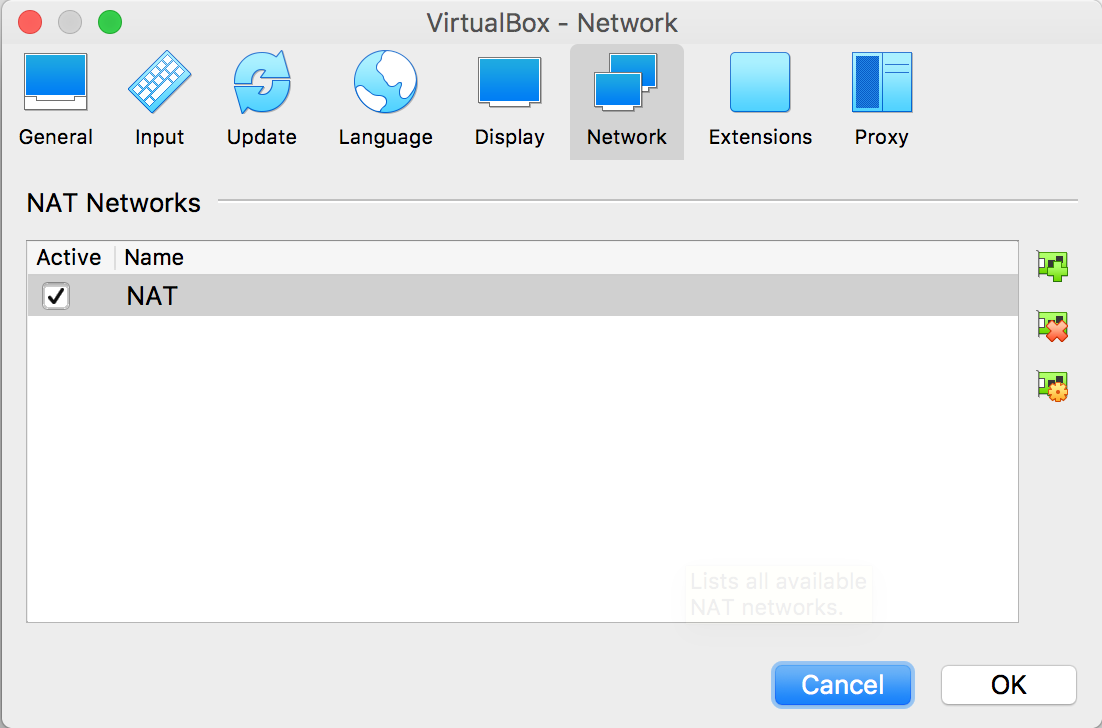 VirtualBox - Network
General Input Update Language Display Network Extensions Proxy
NAT Networks
Active Name
NAT
Lists all available
NAT networks.
Cancel OK